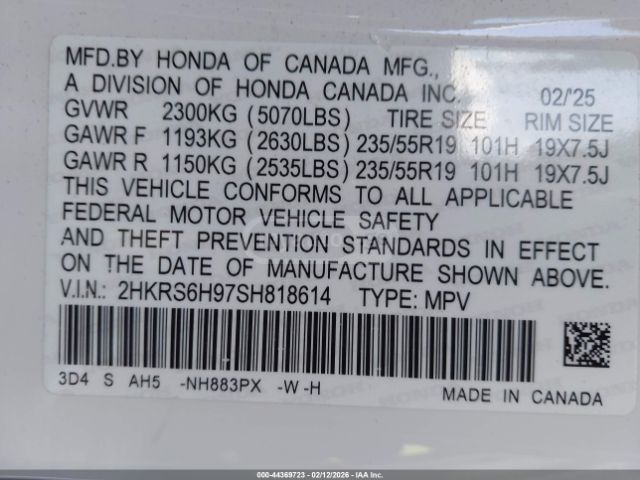 MFD.BY HONDA OF CANADA MFG.,
A DIVISION OF HONDA CANADA INC. 02/'25
GVWR 2300KG (5070LBS) TIRE SIZE RIM SIZE
GAWR F 1193KG (2630LBS) 235/55R19 101H 19X7.5J
GAWR R 1150KG (2535LBS) 235/55R19 101H 19X7.5J
THIS VEHICLE CONFORMS TO ALL APPLICABLE
FEDERAL MOTOR VEHICLE SAFETY
AND THEFT PREVENTION STANDARDS IN EFFECT
ON THE DATE OF MANUFACTURE SHOWN ABOVE.
V.I.N.: 2HKRS6H97SH818614 TYPE: MPV
3D4 S AH5 -NH883PX -W -H
MADE IN CANADA
000-44369723 - 02/12/2026 - IAA Inc.